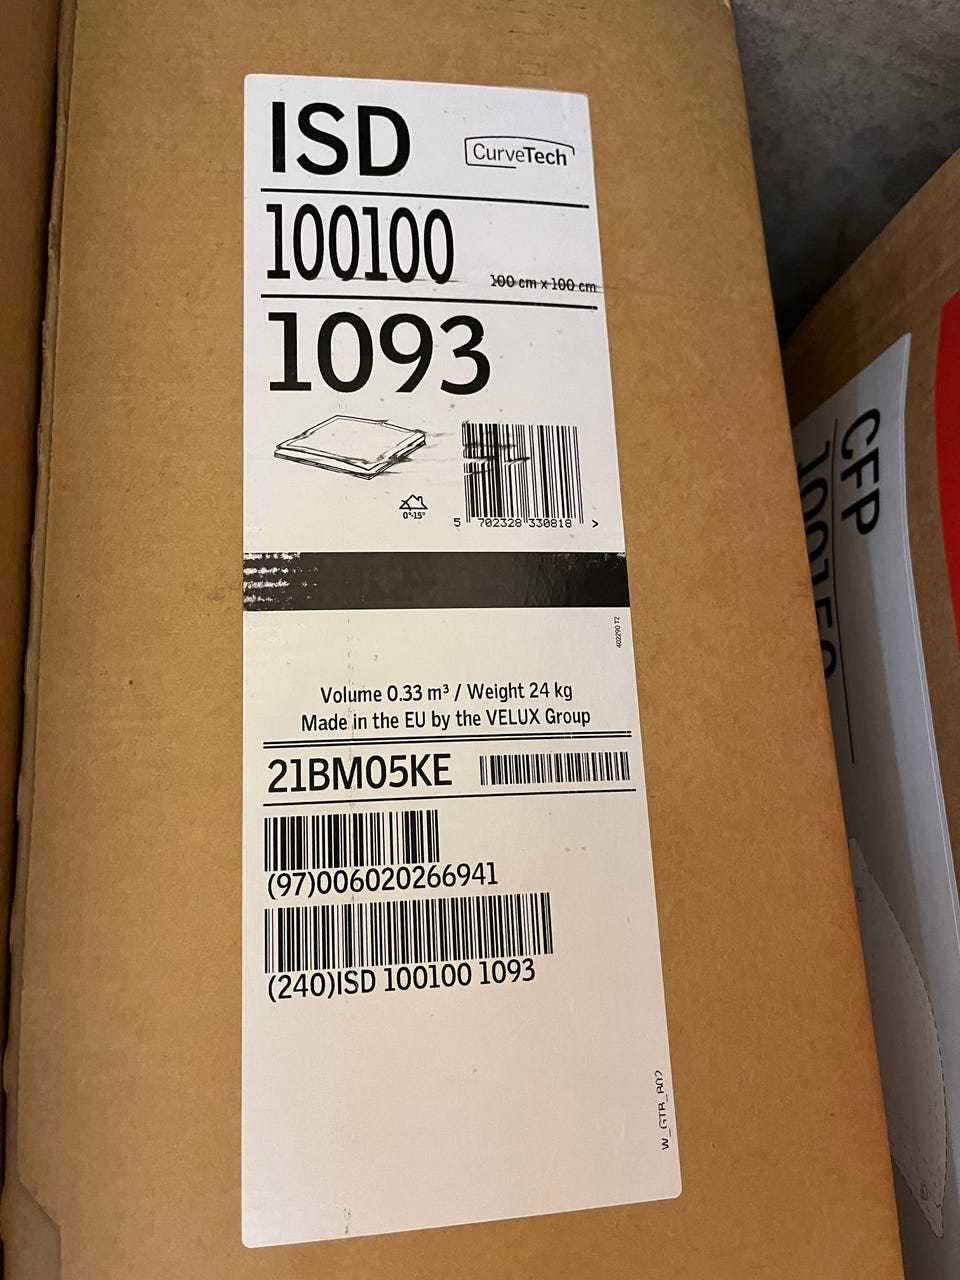 ISD
CurveTech
100100
100 cm x 100 cm
1093
0°-15°
5 702328 330818 >
402290 T2
Volume 0.33 m³ / Weight 24 kg
Made in the EU by the VELUX Group
21BM05KE
(97)006020266941
(240)ISD 100100 1093
W_GTR_R02
CFP